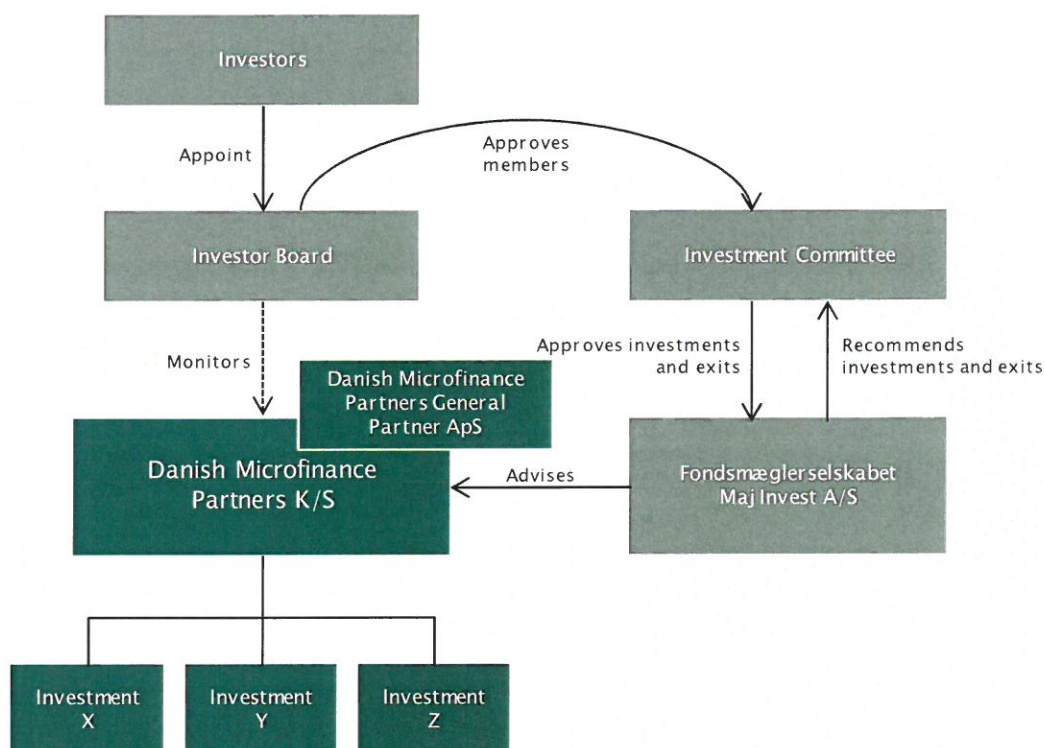 Investors
Appoint
Approves
members
Investor Board
Investment Committee
Monitors
Approves investments
and exits
Recommends
investments and exits
Danish Microfinance
Partners General
Partner ApS
Danish Microfinance
Partners K/S
Advises
Fondsmæglerselskabet
Maj Invest A/S
Investment
X
Investment
Y
Investment
Z